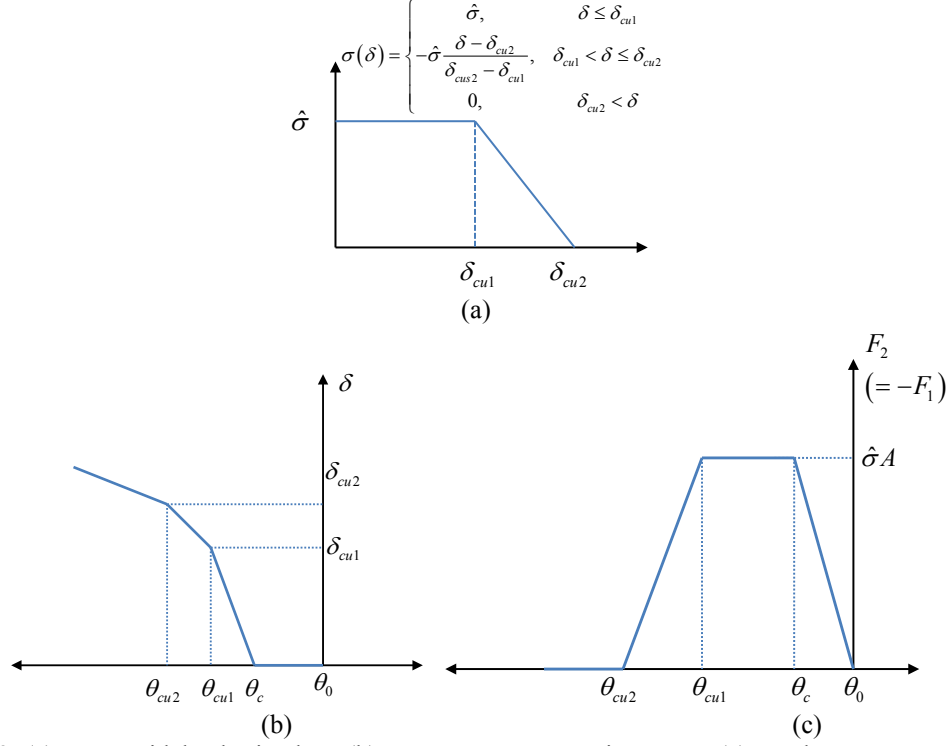 σ(δ) = { σ̂, δ ≤ δ_cu1
−σ̂ (δ − δ_cu2)/(δ_cus2 − δ_cu1), δ_cu1 < δ ≤ δ_cu2
0, δ_cu2 < δ
σ̂
δ_cu1 δ_cu2
(a)
δ
δ_cu2
δ_cu1
θ_cu2 θ_cu1 θ_c θ_0
(b)
F_2
(= −F_1)
σ̂A
θ_cu2 θ_cu1 θ_c θ_0
(c)